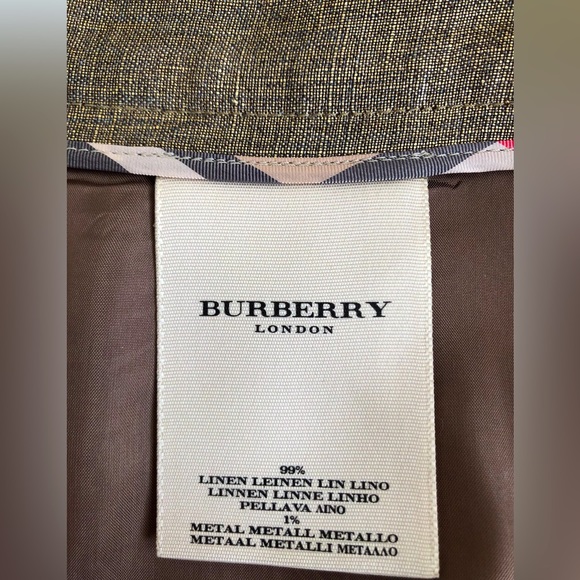 BURBERRY
LONDON
99%
LINEN LEINEN LIN LINO
LINNEN LINNE LINHO
PELLAVA ΛΙΝΟ
1%
METAL METALL METALLO
METAAL METALLI ΜΕΤΑΛΛΟ